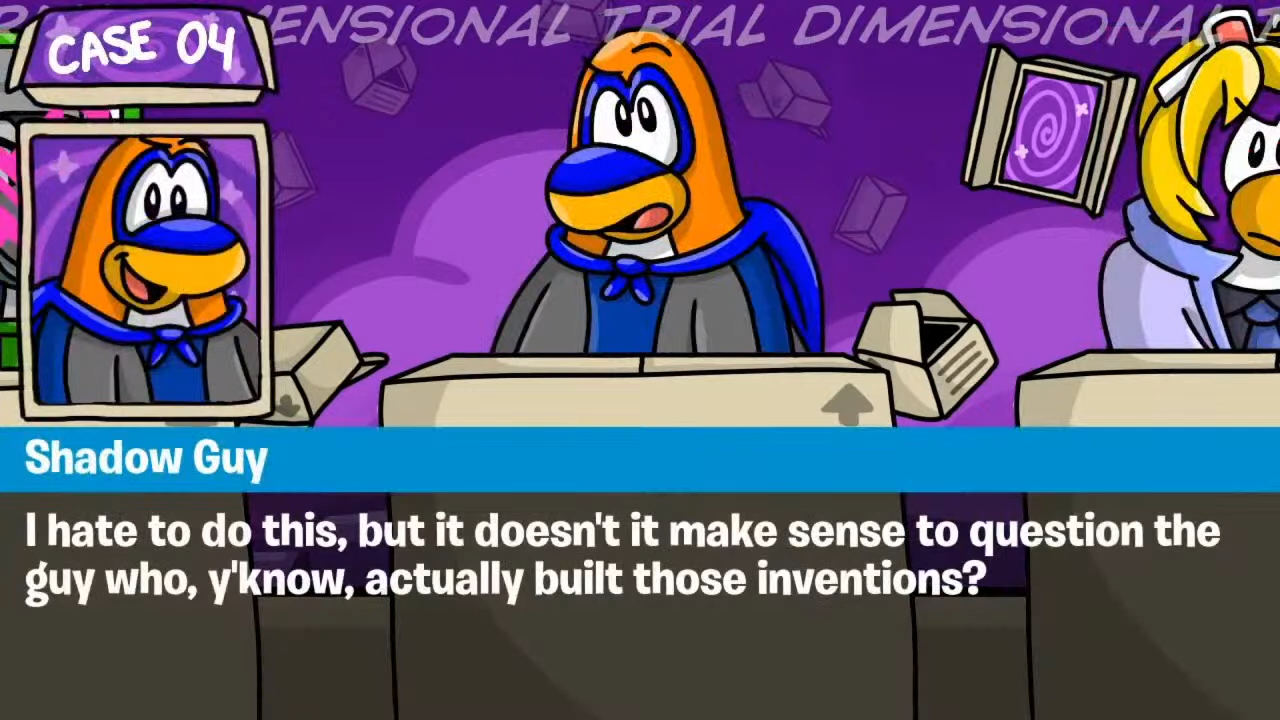 ENSIONAL TRIAL DIMENSIONAL T
CASE 04
Shadow Guy
I hate to do this, but it doesn't it make sense to question the
guy who, y'know, actually built those inventions?